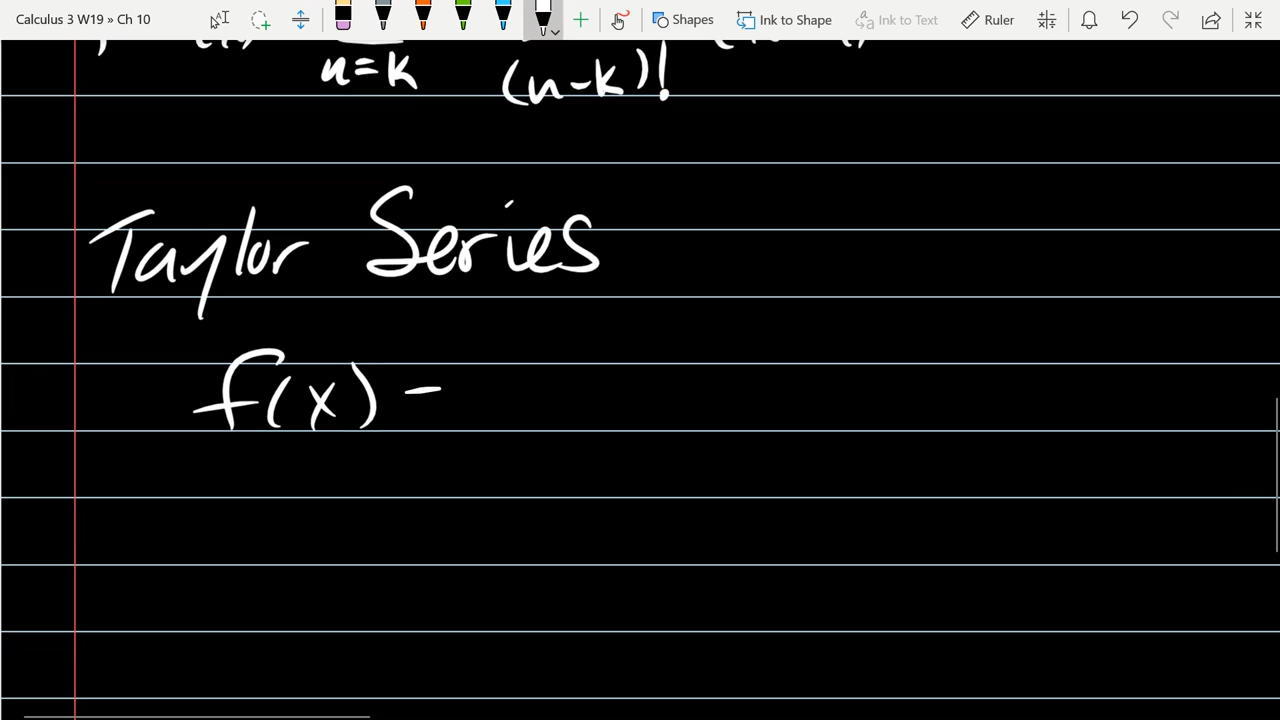 Calculus 3 W19 » Ch 10
Shapes Ink to Shape Ink to Text Ruler
n=k (n-k)!
Taylor Series
f(x) -